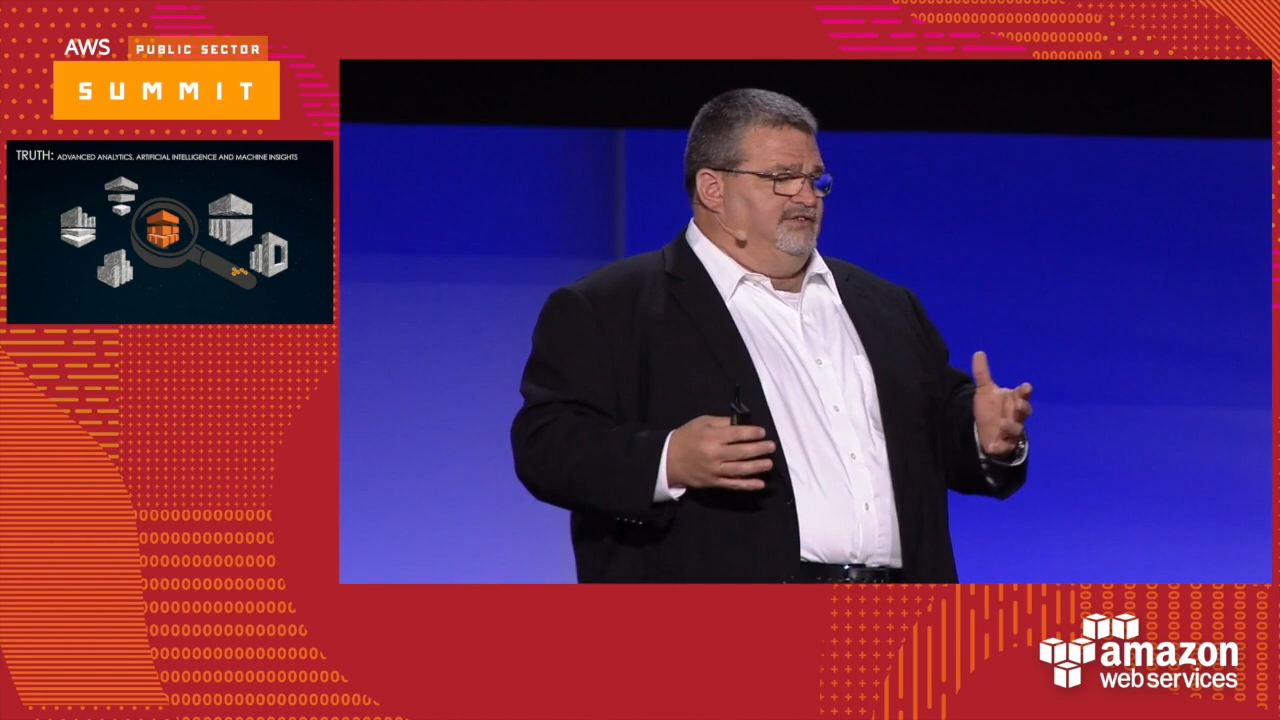 AWS PUBLIC SECTOR
SUMMIT
TRUTH: ADVANCED ANALYTICS, ARTIFICIAL INTELLIGENCE AND MACHINE INSIGHTS
amazon
web services